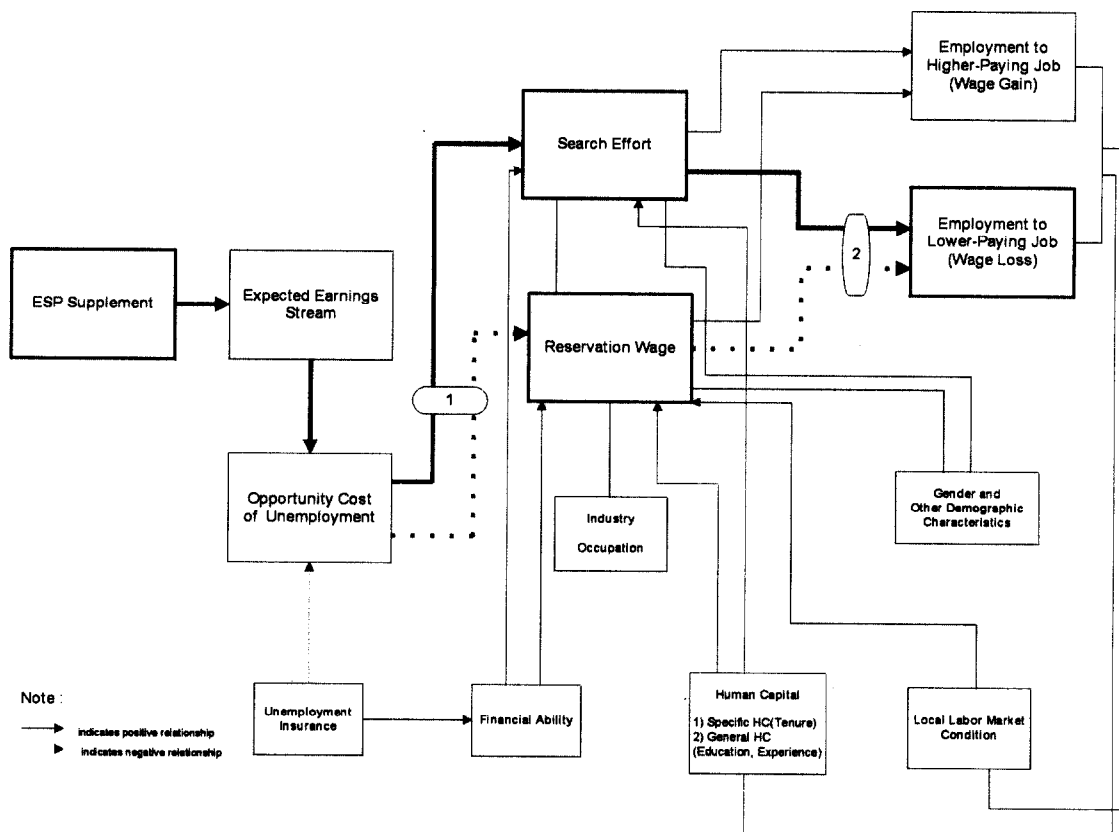 Employment to
Higher-Paying Job
(Wage Gain)
Search Effort
Employment to
Lower-Paying Job
(Wage Loss)
2
ESP Supplement
Expected Earnings
Stream
Reservation Wage
1
Opportunity Cost
of Unemployment
Industry
Occupation
Gender and
Other Demographic
Characteristics
Note :
indicates positive relationship
indicates negative relationship
Unemployment
Insurance
Financial Ability
Human Capital
1) Specific HC(Tenure)
2) General HC
(Education, Experience)
Local Labor Market
Condition